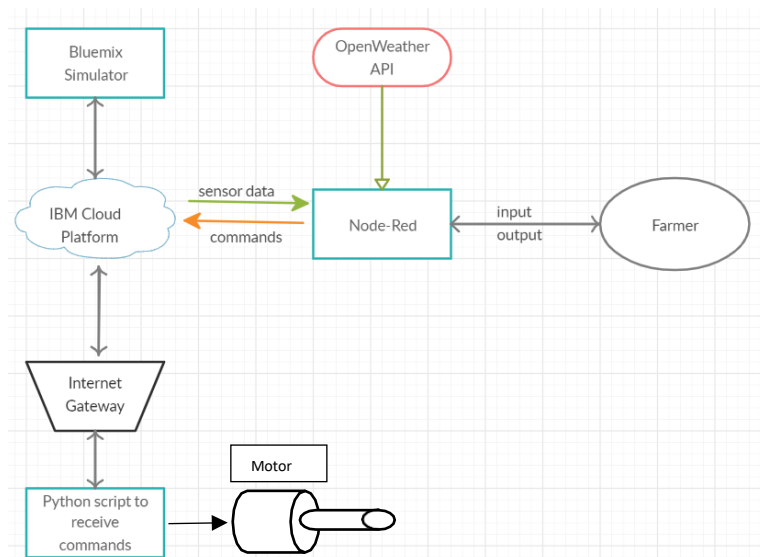 Bluemix
Simulator
OpenWeather
API
IBM Cloud
Platform
sensor data
commands
Node-Red
input
output
Farmer
Internet
Gateway
Motor
Python script to
receive
commands